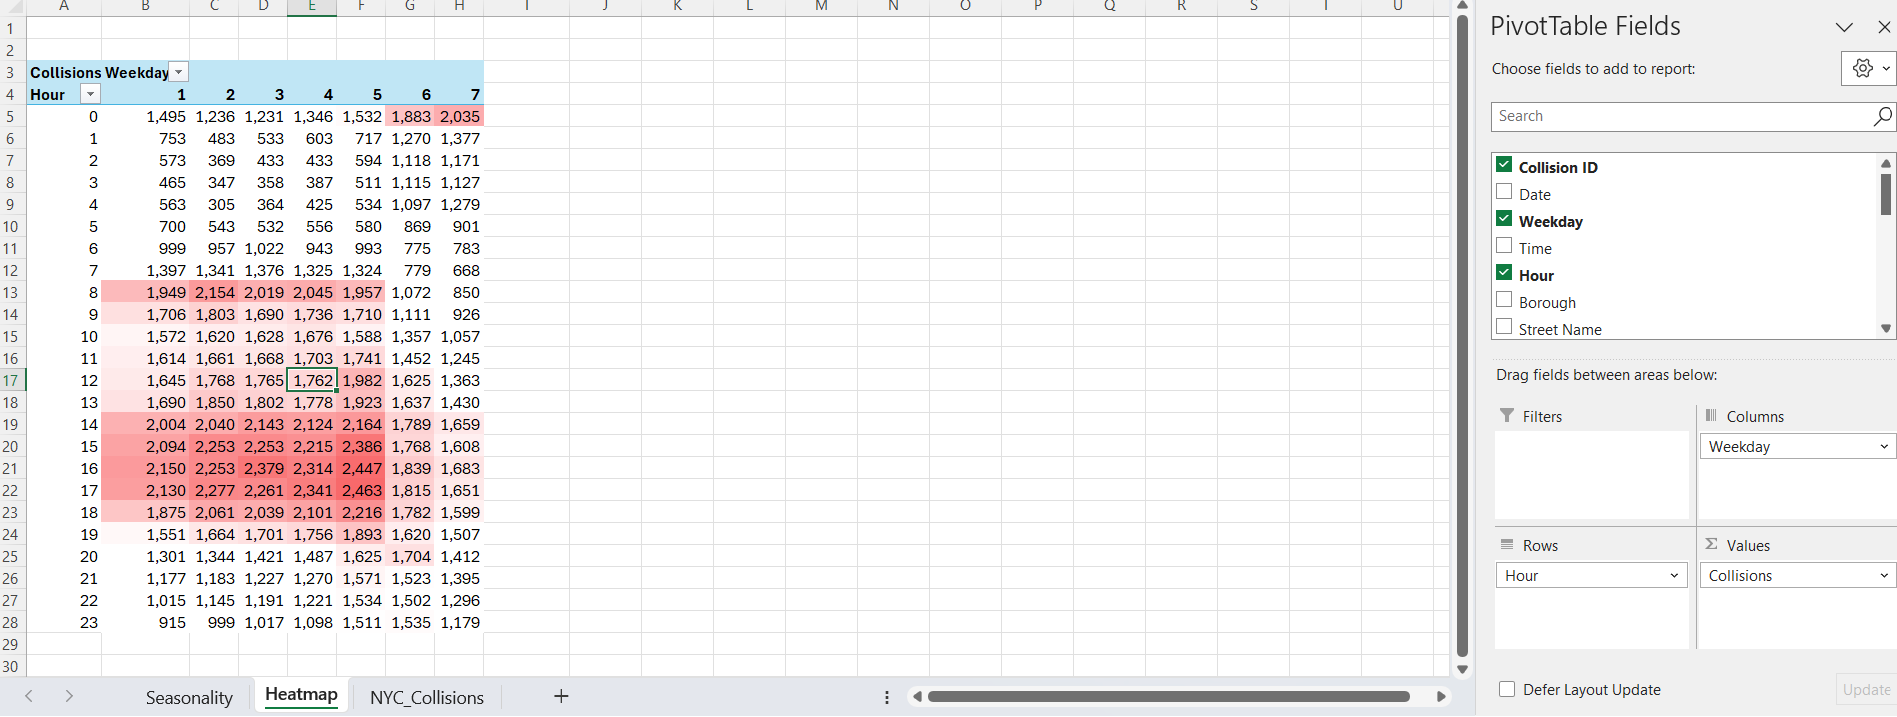 A B C D E F G H I J K L M N O P Q R S T U
1
2
3 Collisions Weekday
4 Hour 1 2 3 4 5 6 7
5 0 1,495 1,236 1,231 1,346 1,532 1,883 2,035
6 1 753 483 533 603 717 1,270 1,377
7 2 573 369 433 433 594 1,118 1,171
8 3 465 347 358 387 511 1,115 1,127
9 4 563 305 364 425 534 1,097 1,279
10 5 700 543 532 556 580 869 901
11 6 999 957 1,022 943 993 775 783
12 7 1,397 1,341 1,376 1,325 1,324 779 668
13 8 1,949 2,154 2,019 2,045 1,957 1,072 850
14 9 1,706 1,803 1,690 1,736 1,710 1,111 926
15 10 1,572 1,620 1,628 1,676 1,588 1,357 1,057
16 11 1,614 1,661 1,668 1,703 1,741 1,452 1,245
17 12 1,645 1,768 1,765 1,762 1,982 1,625 1,363
18 13 1,690 1,850 1,802 1,778 1,923 1,637 1,430
19 14 2,004 2,040 2,143 2,124 2,164 1,789 1,659
20 15 2,094 2,253 2,253 2,215 2,386 1,768 1,608
21 16 2,150 2,253 2,379 2,314 2,447 1,839 1,683
22 17 2,130 2,277 2,261 2,341 2,463 1,815 1,651
23 18 1,875 2,061 2,039 2,101 2,216 1,782 1,599
24 19 1,551 1,664 1,701 1,756 1,893 1,620 1,507
25 20 1,301 1,344 1,421 1,487 1,625 1,704 1,412
26 21 1,177 1,183 1,227 1,270 1,571 1,523 1,395
27 22 1,015 1,145 1,191 1,221 1,534 1,502 1,296
28 23 915 999 1,017 1,098 1,511 1,535 1,179
29
30
Seasonality Heatmap NYC_Collisions
PivotTable Fields
Choose fields to add to report:
Search
Collision ID
Date
Weekday
Time
Hour
Borough
Street Name
Drag fields between areas below:
Filters
Columns
Weekday
Rows
Hour
Values
Collisions
Defer Layout Update
Update